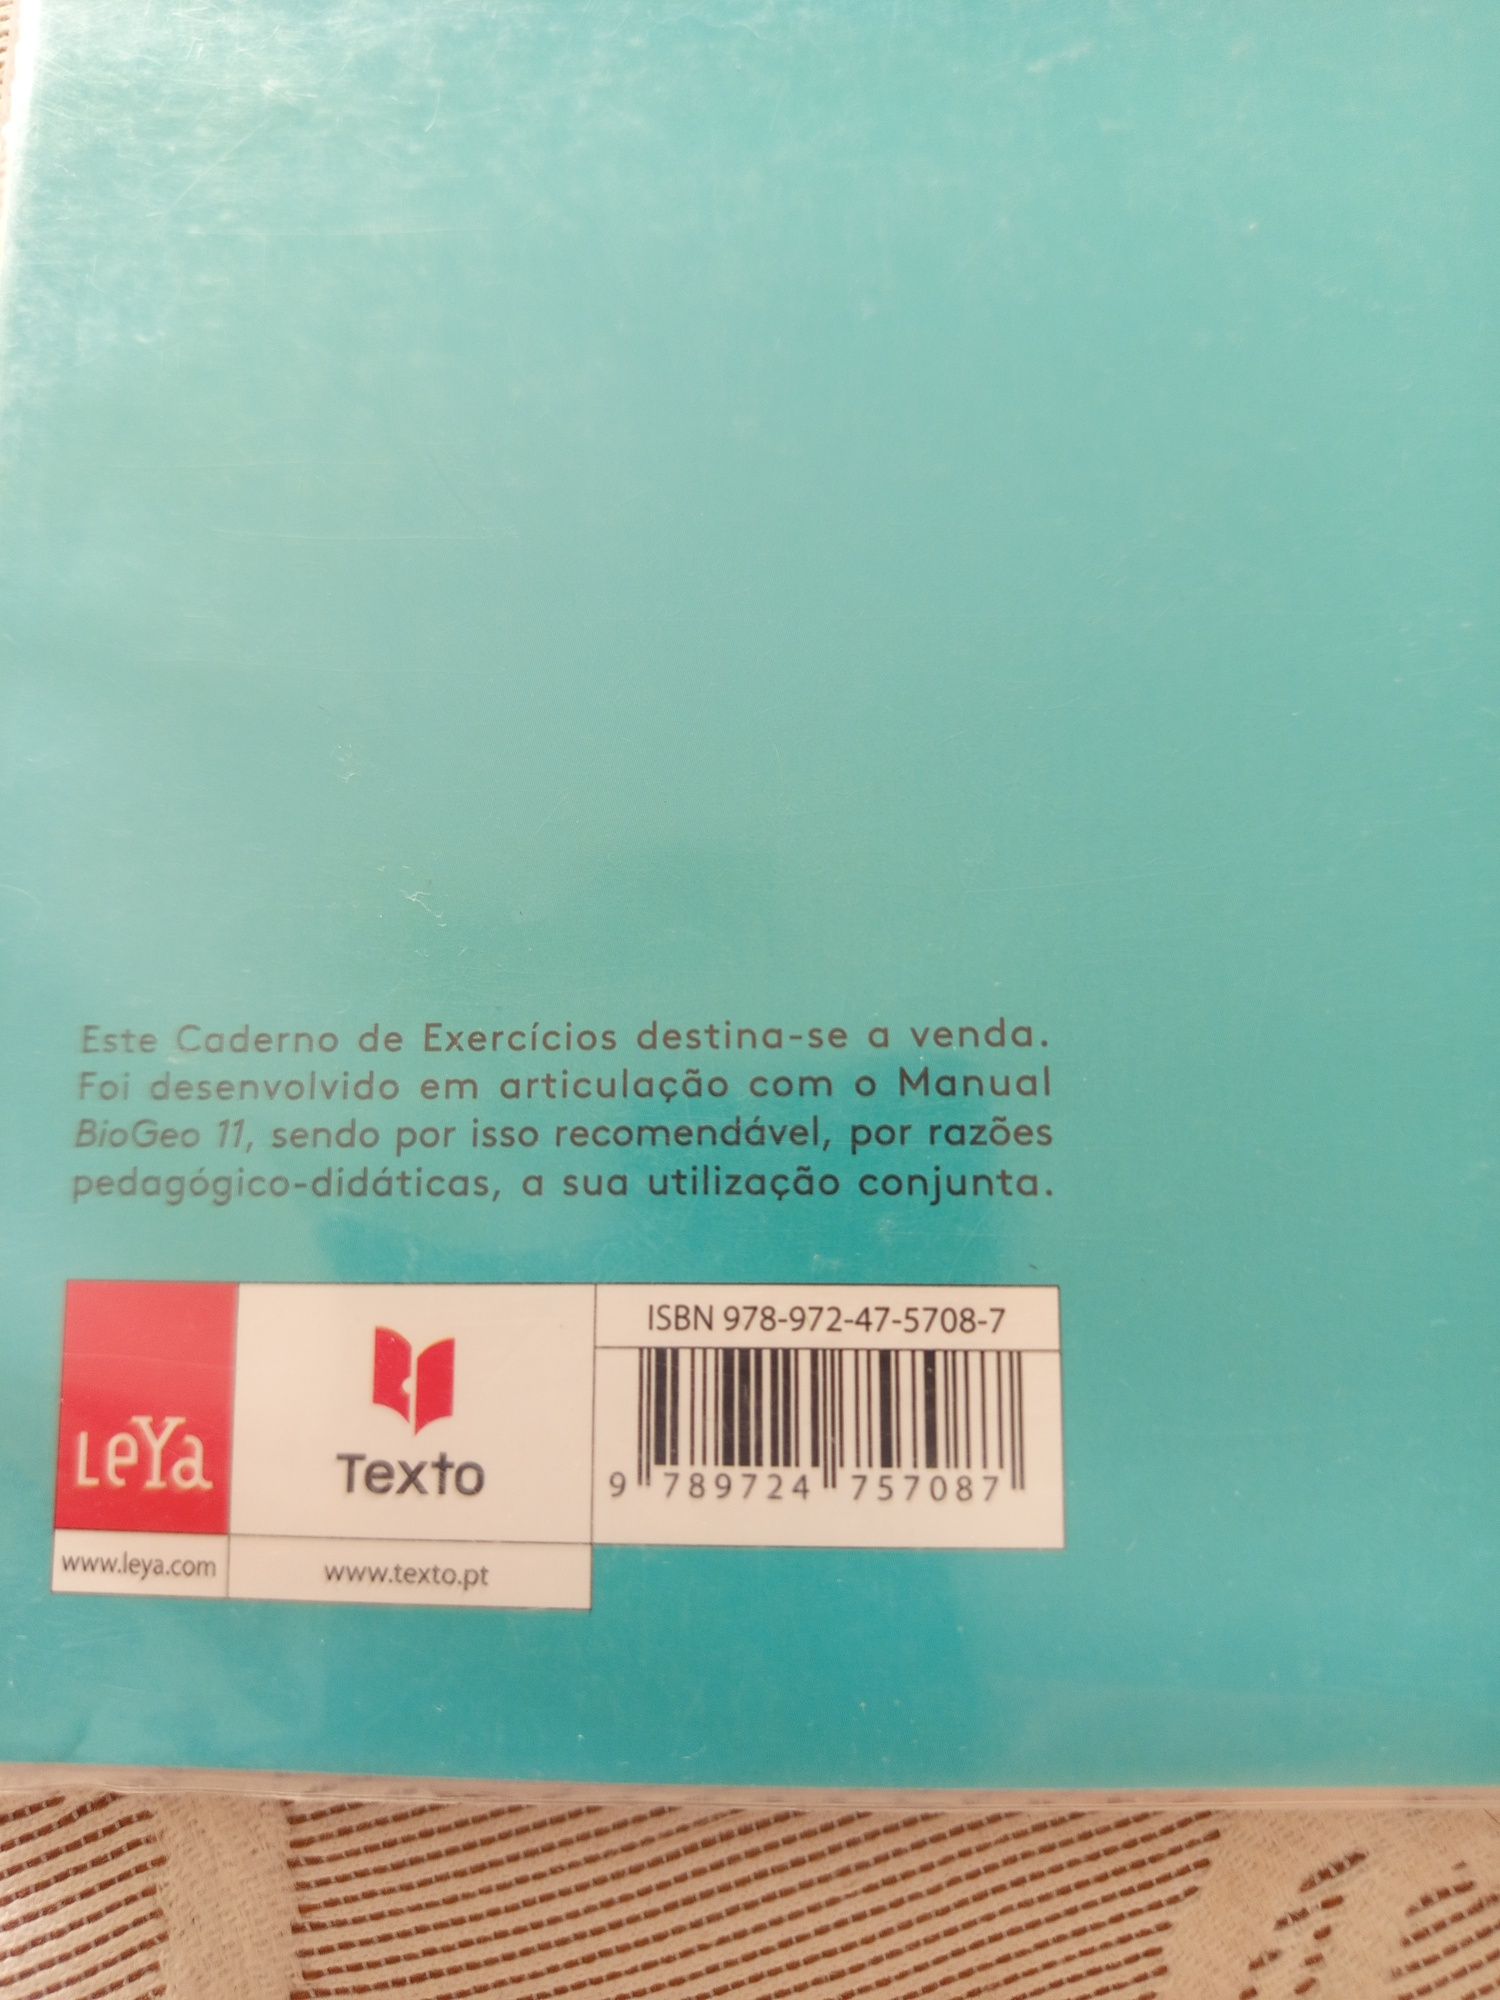 Este Caderno de Exercícios destina-se a venda.
Foi desenvolvido em articulação com o Manual
BioGeo 11, sendo por isso recomendável, por razões
pedagógico-didáticas, a sua utilização conjunta.
LeYa
www.leya.com
Texto
www.texto.pt
ISBN 978-972-47-5708-7
9 789724 757087